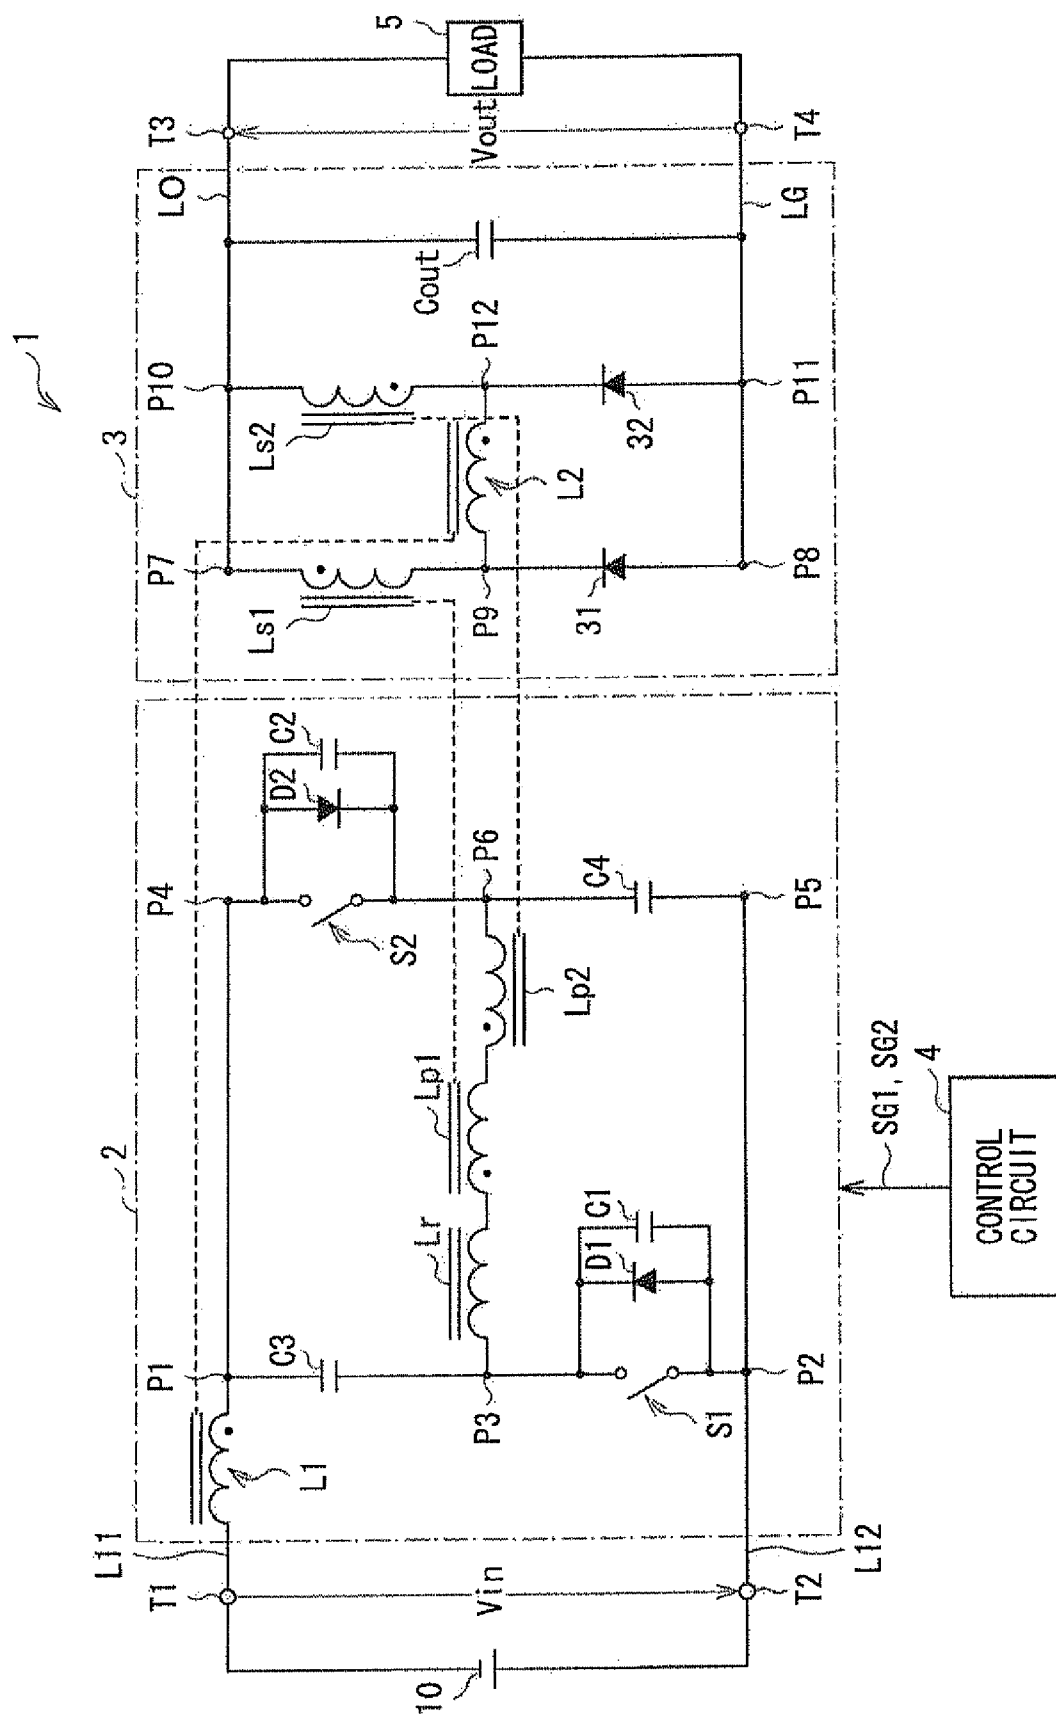 1
2
3
L11
T1
L1
P1
C3
Lr
Lp1
P4
D2
C2
S2
P6
P7
Ls1
P10
Ls2
P12
Cout
LO
T3
5
LOAD
Vout
10
Vin
P3
S1
D1
C1
Lp2
C4
P9
31
L2
32
T2
L12
P2
P5
P8
P11
LG
T4
SG1, SG2
4
CONTROL
CIRCUIT